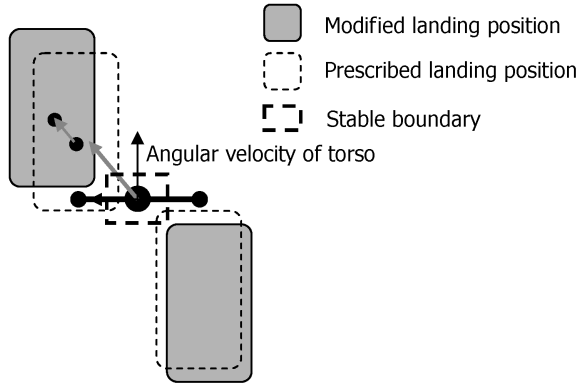 Modified landing position
Prescribed landing position
Stable boundary
Angular velocity of torso